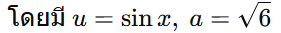 โดยมี u = sin x, a = √6